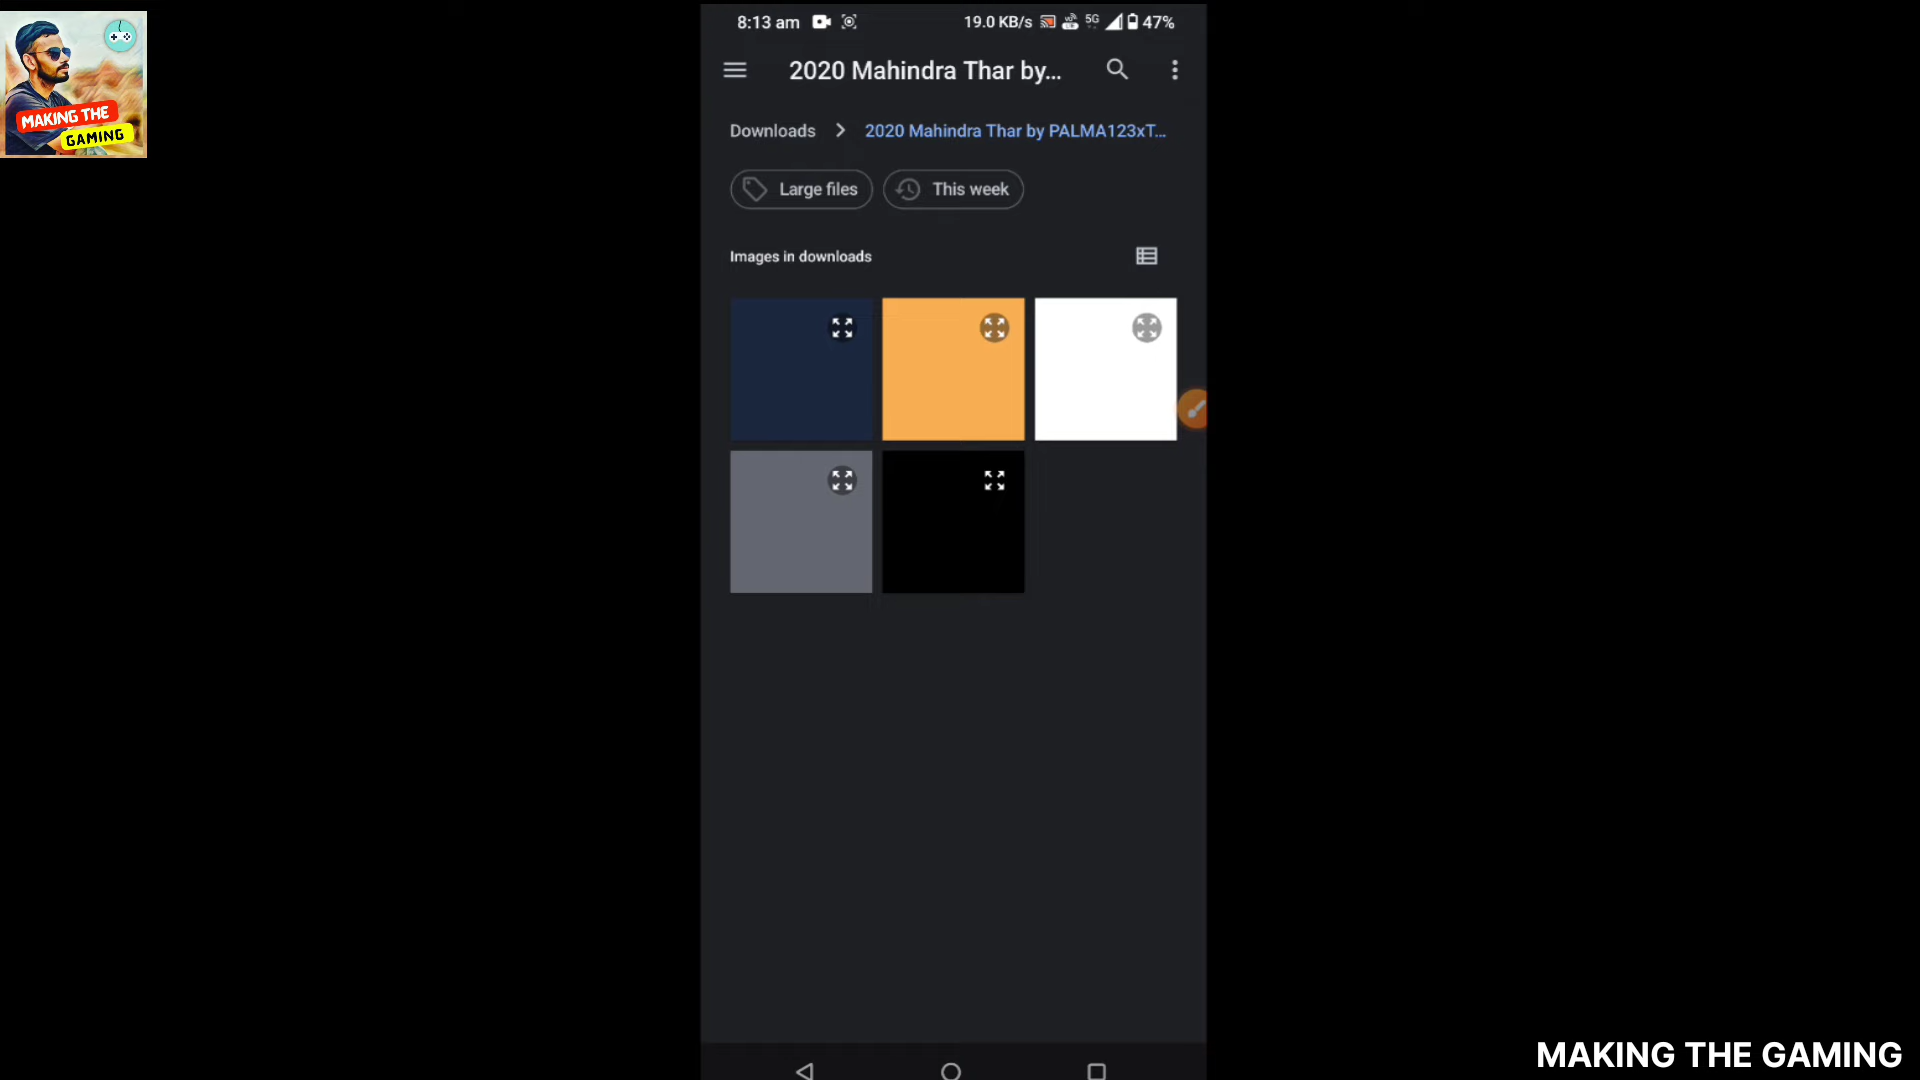 MAKING THE
GAMING
8:13 am 19.0 KB/s 5G 47%
2020 Mahindra Thar by...
Downloads > 2020 Mahindra Thar by PALMA123xT...
Large files This week
Images in downloads
MAKING THE GAMING